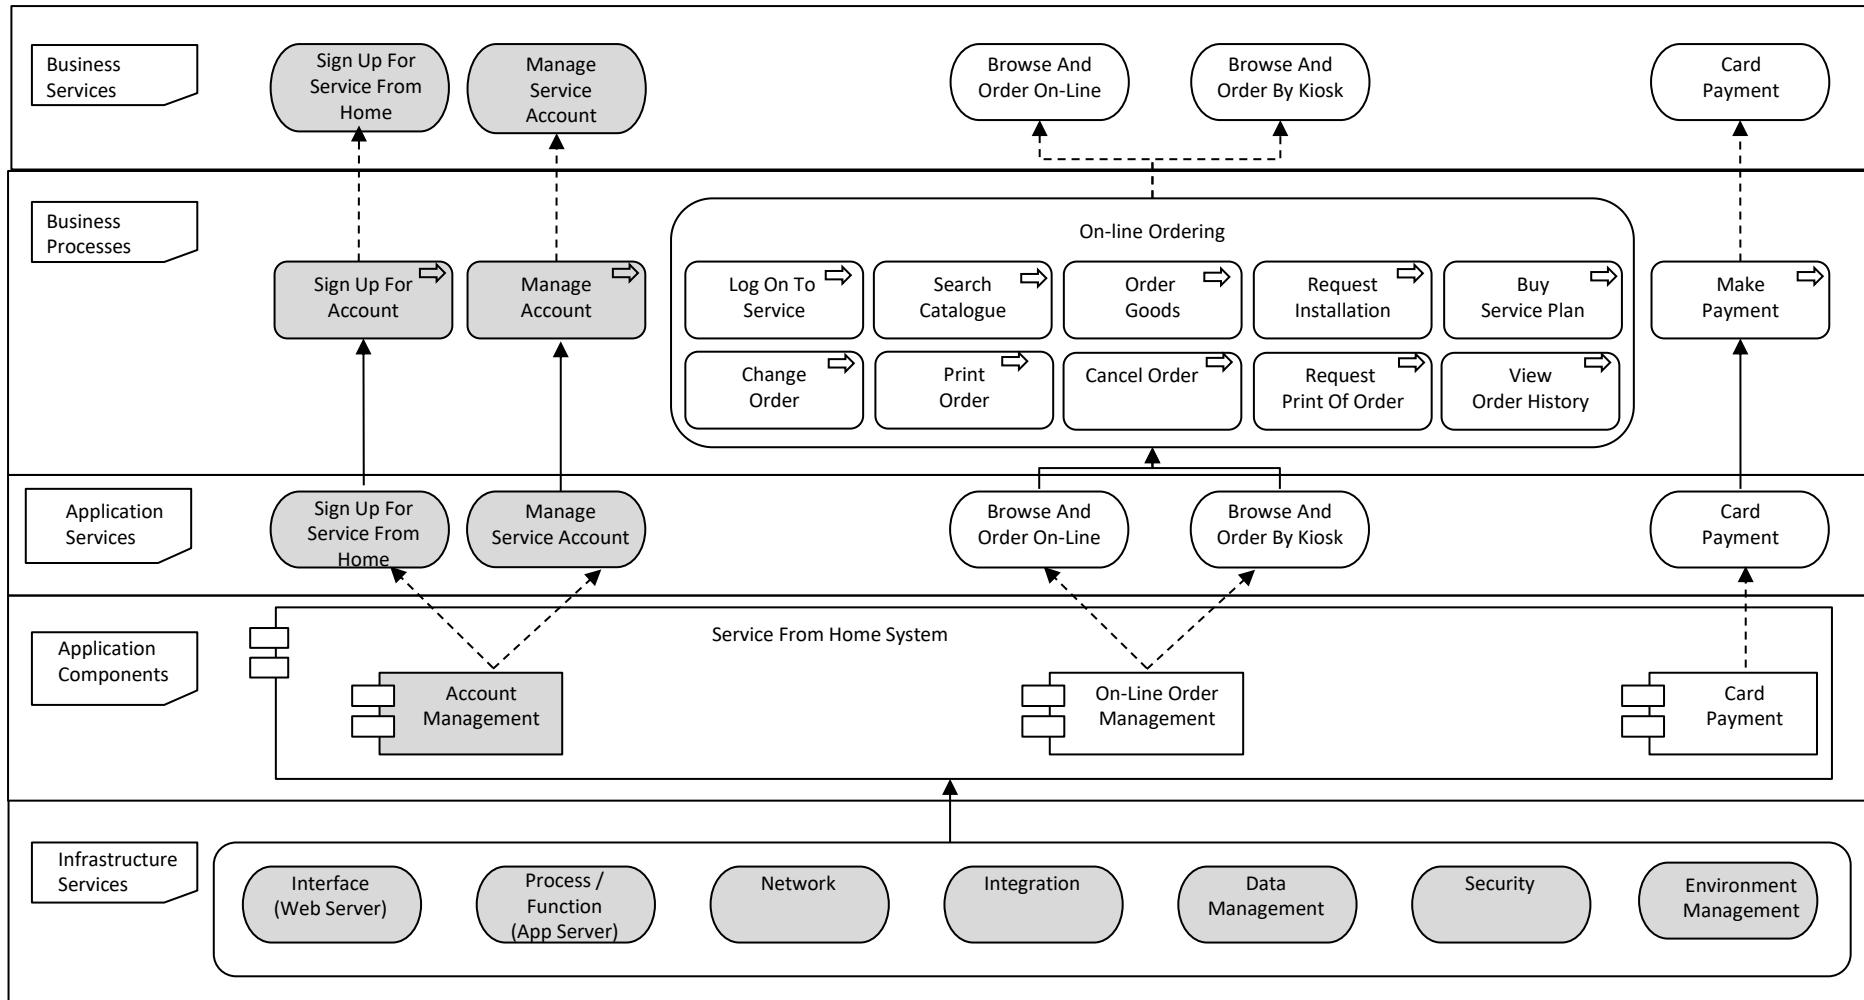 Business
Services
Sign Up For
Service From
Home
Manage
Service
Account
Browse And
Order On-Line
Browse And
Order By Kiosk
Card
Payment
Business
Processes
Sign Up For
Account
Manage
Account
On-line Ordering
Log On To
Service
Search
Catalogue
Order
Goods
Request
Installation
Buy
Service Plan
Change
Order
Print
Order
Cancel Order
Request
Print Of Order
View
Order History
Make
Payment
Application
Services
Sign Up For
Service From
Home
Manage
Service Account
Browse And
Order On-Line
Browse And
Order By Kiosk
Card
Payment
Application
Components
Service From Home System
Account
Management
On-Line Order
Management
Card
Payment
Infrastructure
Services
Interface
(Web Server)
Process /
Function
(App Server)
Network
Integration
Data
Management
Security
Environment
Management